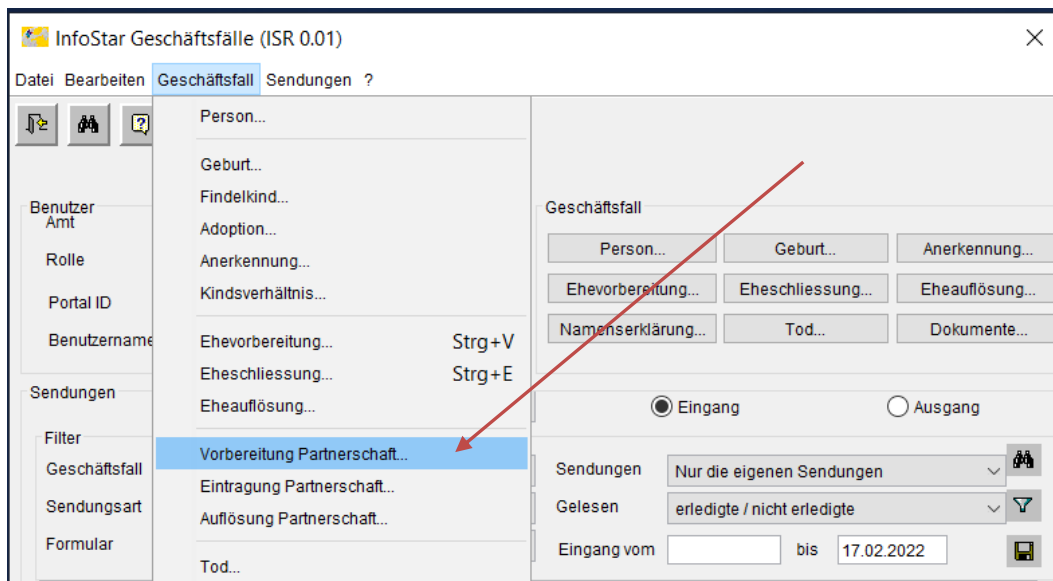 InfoStar Geschäftsfälle (ISR 0.01)
Datei Bearbeiten Geschäftsfall Sendungen ?
Person...
Geburt...
Findelkind...
Adoption...
Anerkennung...
Kindsverhältnis...
Ehevorbereitung... Strg+V
Eheschliessung... Strg+E
Eheauflösung...
Vorbereitung Partnerschaft...
Eintragung Partnerschaft...
Auflösung Partnerschaft...
Tod...
Benutzer
Amt
Rolle
Portal ID
Benutzername
Sendungen
Filter
Geschäftsfall
Sendungsart
Formular
Geschäftsfall
Person... Geburt... Anerkennung...
Ehevorbereitung... Eheschliessung... Eheauflösung...
Namenserklärung... Tod... Dokumente...
Eingang Ausgang
Sendungen Nur die eigenen Sendungen
Gelesen erledigte / nicht erledigte
Eingang vom bis 17.02.2022